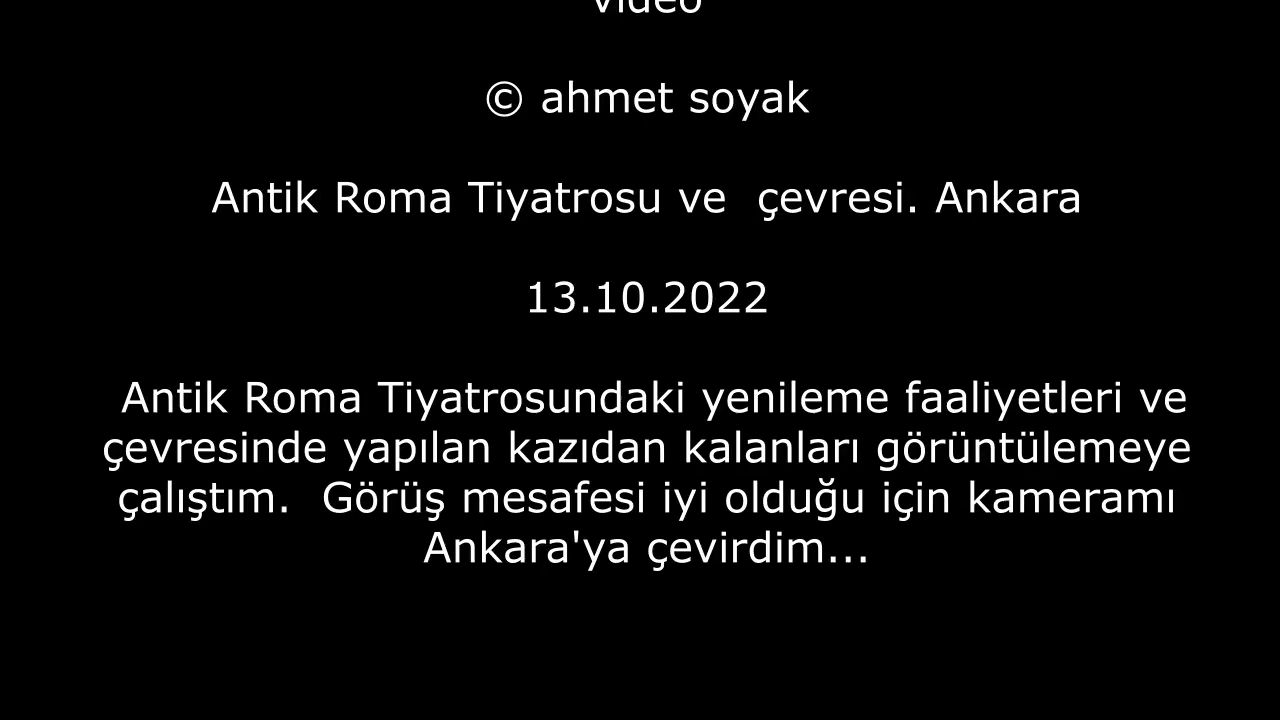 video
© ahmet soyak
Antik Roma Tiyatrosu ve  çevresi. Ankara
13.10.2022
Antik Roma Tiyatrosundaki yenileme faaliyetleri ve
çevresinde yapılan kazıdan kalanları görüntülemeye
çalıştım.  Görüş mesafesi iyi olduğu için kameramı
Ankara'ya çevirdim...